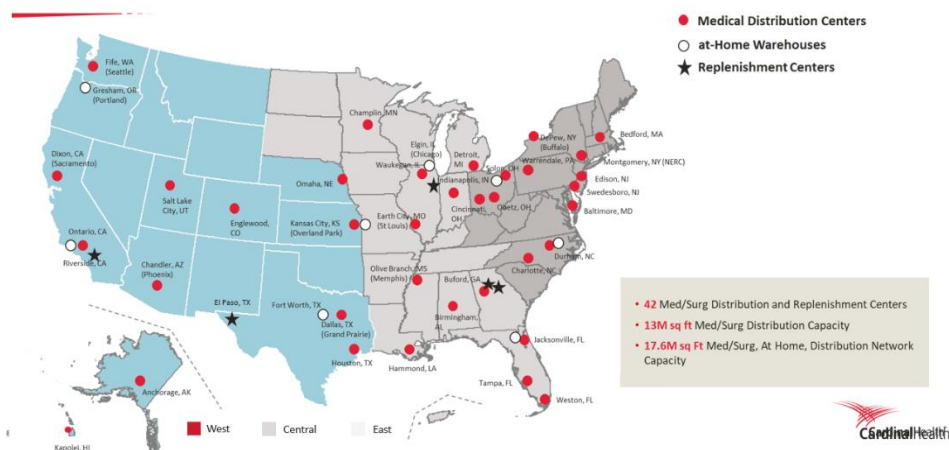 Medical Distribution Centers
at-Home Warehouses
Replenishment Centers
Fife, WA
(Seattle)
Gresham, OR
(Portland)
Champlin, MN
Elgin, IL
(Chicago)
Waukegan, IL
Detroit,
MI
Solon, OH
DePew, NY
(Buffalo)
Warrendale, PA
Bedford, MA
Montgomery, NY (NERC)
Edison, NJ
Swedesboro, NJ
Baltimore, MD
Dixon, CA
(Sacramento)
Salt Lake
City, UT
Englewood,
CO
Omaha, NE
Kansas City, KS
(Overland Park)
Earth City, MO
(St Louis)
Indianapolis, IN
Cincinnati,
OH
Obetz, OH
Ontario, CA
Riverside, CA
Chandler, AZ
(Phoenix)
El Paso, TX
Fort Worth, TX
Dallas, TX
(Grand Prairie)
Houston, TX
Olive Branch, MS
(Memphis)
Buford, GA
Birmingham,
AL
Hammond, LA
Durham, NC
Charlotte, NC
Jacksonville, FL
Tampa, FL
Weston, FL
Anchorage, AK
Kapolei, HI
• 42 Med/Surg Distribution and Replenishment Centers
• 13M sq ft Med/Surg Distribution Capacity
• 17.6M sq Ft Med/Surg, At Home, Distribution Network
Capacity
West
Central
East
CardinalHealth